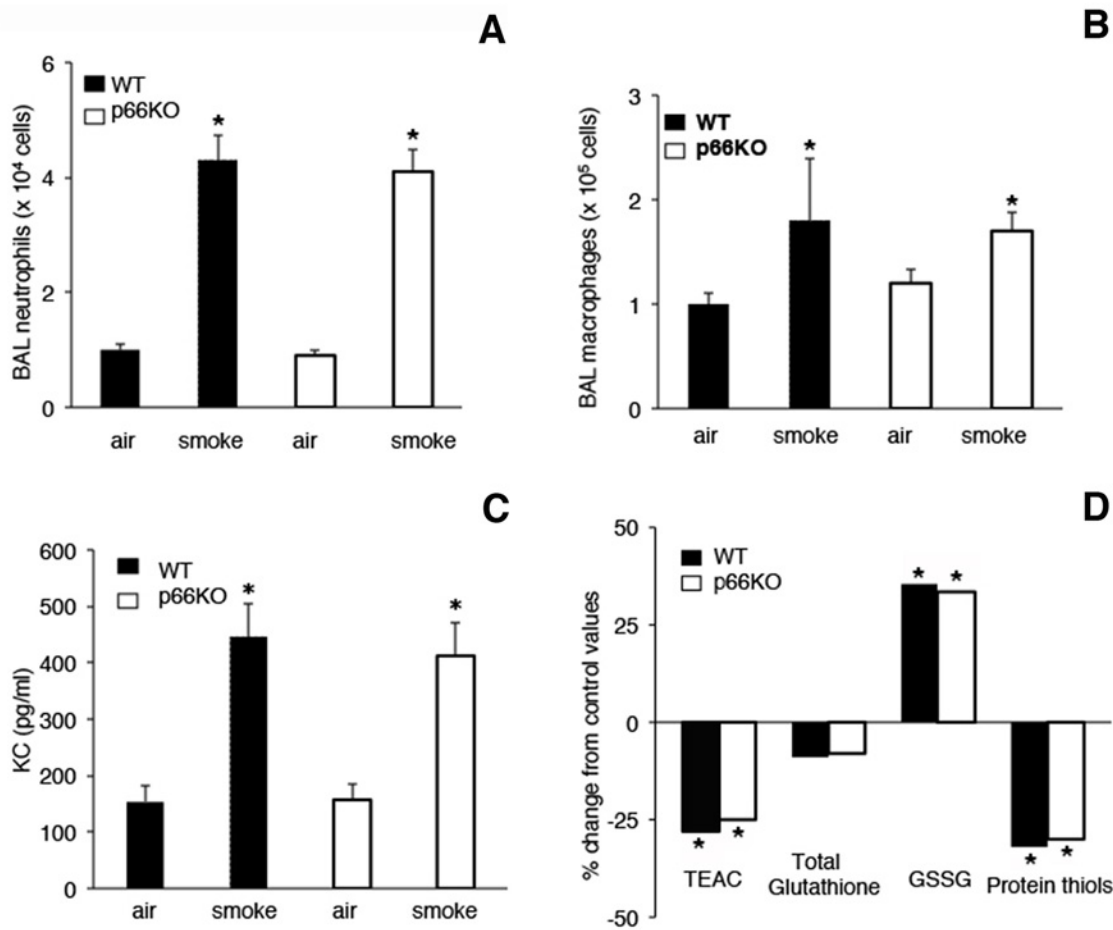 A
6
4
2
0
BAL neutrophils (x 10⁴ cells)
WT
p66KO
*
*
air smoke air smoke
B
3
2
1
0
BAL macrophages (x 10⁵ cells)
WT
p66KO
*
*
air smoke air smoke
C
600
500
400
300
200
100
0
KC (pg/ml)
WT
p66KO
*
*
air smoke air smoke
D
50
25
0
-25
-50
% change from control values
WT
p66KO
* *
* *
* *
TEAC
Total
Glutathione
GSSG
Protein thiols